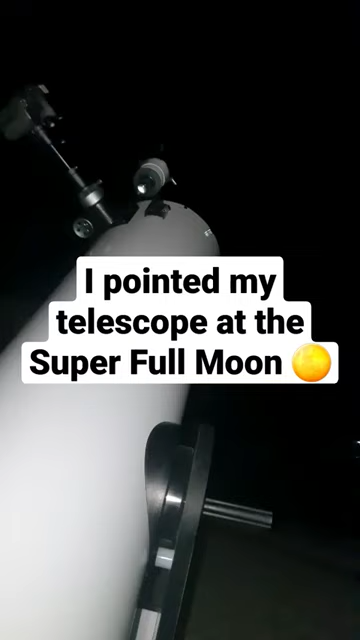 I pointed my
telescope at the
Super Full Moon 🟡